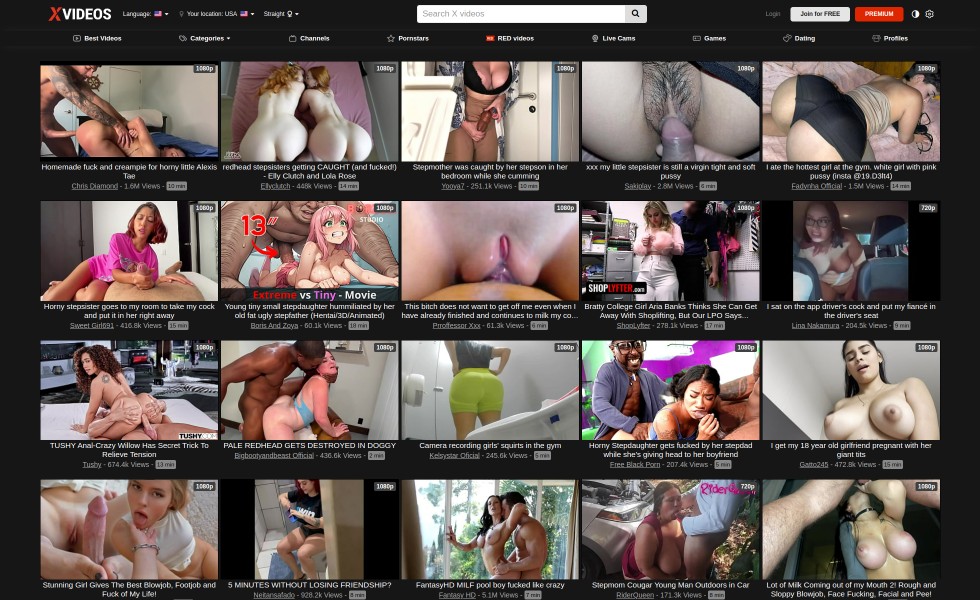 XVIDEOS
Language:
Your location: USA
Straight
Search X videos
Login
Join for FREE
PREMIUM
Best Videos
Categories
Channels
Pornstars
RED videos
Live Cams
Games
Dating
Profiles
1080p
Homemade fuck and creampie for horny little Alexis
Tae
Chris Diamond - 1.6M Views - 10 min
1080p
redhead stepsisters getting CAUGHT (and fucked!)
- Elly Clutch and Lola Rose
Ellyclutch - 448k Views - 14 min
1080p
Stepmother was caught by her stepson in her
bedroom while she cumming
1080p
xxx my little stepsister is still a virgin tight and soft
pussy
Sakiplay - 2.8M Views - 6 min
1080p
I ate the hottest girl at the gym. white girl with pink
pussy (insta @19.D3lt4)
Fadynha Official - 1.5M Views - 14 min
1080p
Horny stepsister goes to my room to take my cock
and put it in her right away
Sweet Girl691 - 416.8k Views - 15 min
1080p
STUDIO
13"
Extreme vs Tiny - Movie
Young tiny small stepdaughter hummiliated by her
old fat ugly stepfather (Hentai/3D/Animated)
Boris And Zoya - 60.1k Views - 18 min
1080p
This bitch does not want to get off me even when I
have already finished and continues to milk my co...
Proffessor Xxx - 61.3k Views - 6 min
1080p
SHOPLYFTER.com
Bratty College Girl Aria Banks Thinks She Can Get
Away With Shoplifting, But Our LPO Says...
ShopLyfter - 278.1k Views - 17 min
720p
I sat on the app driver's cock and put my fiancé in
the driver's seat
Lina Nakamura - 204.5k Views - 9 min
1080p
TUSHY.COM
TUSHY Anal-Crazy Willow Has Secret Trick To
Relieve Tension
Tushy - 674.4k Views - 13 min
1080p
PALE REDHEAD GETS DESTROYED IN DOGGY
Bigbootyandbeast Official - 436.6k Views - 2 min
1080p
Camera recording girls' squirts in the gym
Kelsystar Oficial - 245.6k Views - 5 min
1080p
Horny Stepdaughter gets fucked by her stepdad
while she's giving head to her boyfriend
Free Black Porn - 207.4k Views - 5 min
1080p
I get my 18 year old girlfriend pregnant with her
giant tits
Gatto245 - 472.8k Views - 15 min
1080p
Stunning Girl Gives The Best Blowjob, Footjob and
Fuck of My Life!
1080p
5 MINUTES WITHOUT LOSING FRIENDSHIP?
Neitansafado - 928.2k Views - 8 min
1080p
FantasyHD MILF pool boy fucked like crazy
Fantasy HD - 5.1M Views - 7 min
720p
Stepmom Cougar Young Man Outdoors in Car
RiderQueen - 171.3k Views - 8 min
1080p
Lot of Milk Coming out of my Mouth 2! Rough and
Sloppy Blowjob, Face Fucking, Facial and Pee!